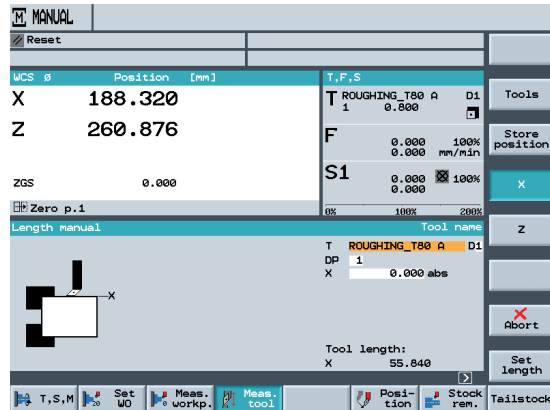 M MANUAL
Reset
WCS ø Position [mm]
X 188.320
Z 260.876
ZGS 0.000
Zero p.1
T,F,S
T ROUGHING_T80 A D1
1 0.800
F 0.000 100%
0.000 mm/min
S1 0.000 100%
0.000
0% 100% 200%
Length manual Tool name
X
T ROUGHING_T80 A D1
DP 1
X 0.000 abs
Tool length:
X 55.840
Tools
Store position
X
Z
Abort
Set length
T,S,M
20 Set WO
0 Meas. workp.
Meas. tool
Posi- tion
Stock rem.
Tailstock